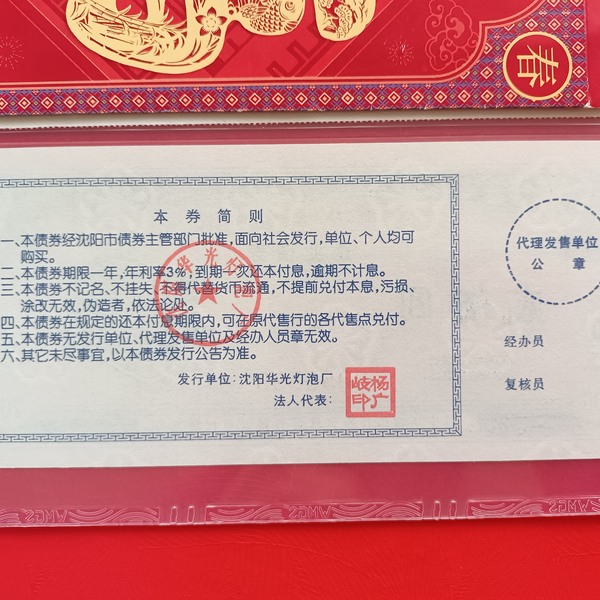 春
本券简则
一、本债券经沈阳市债券主管部门批准,面向社会发行,单位、个人均可
购买。
二、本债券期限一年,年利率3%,到期一次还本付息,逾期不计息。
三、本债券不记名、不挂失、不得代替货币流通,不提前兑付本息,污损、
涂改无效,伪造者,依法论处。
四、本债券在规定的还本付息期限内,可在原代售行的各代售点兑付。
五、本债券无发行单位、代理发售单位及经办人员章无效。
六、其它未尽事宜,以本债券发行公告为准。
发行单位:沈阳华光灯泡厂
法人代表:
杨广岐印
代理发售单位
公章
经办员
复核员